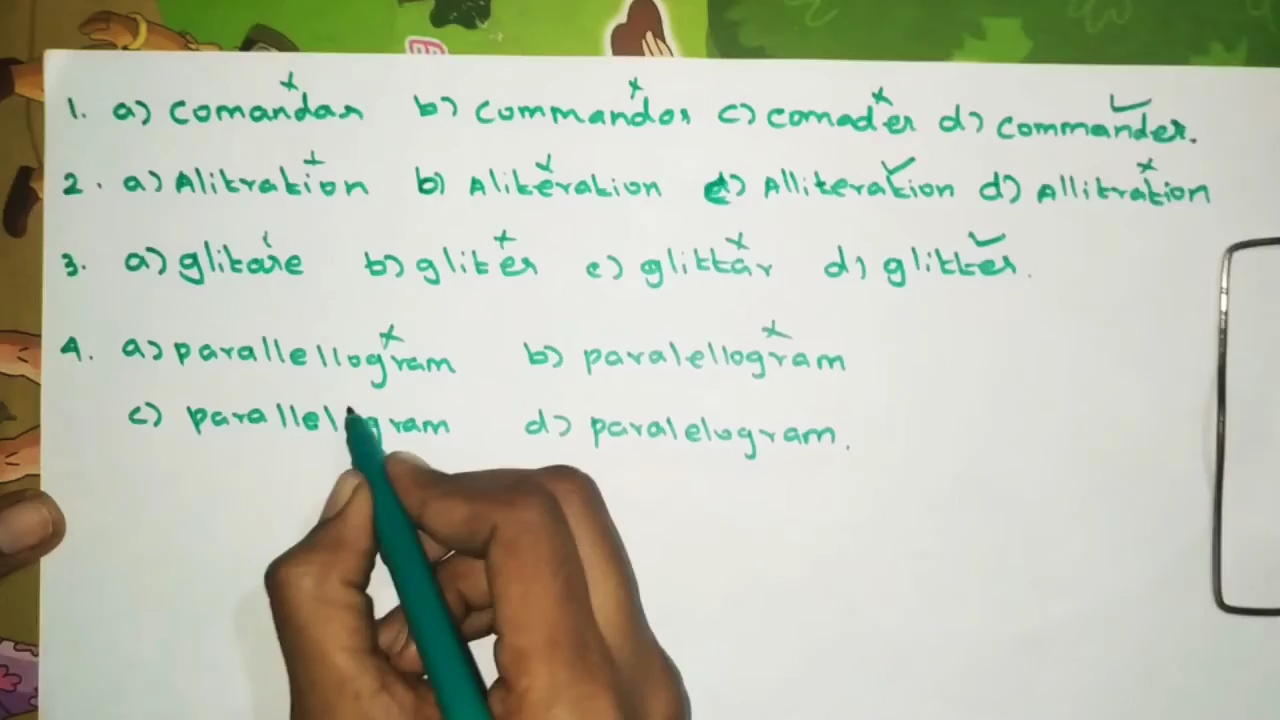 1. a) comandar b) commandor c) comader d) commander.
2. a) Alitration b) Aliteration c) Alliteration d) Allitration
3. a) glitare b) gliter c) glittar d) glitter.
4. a) parallellogram b) paralellogram
c) parallelogram d) paralelogram.